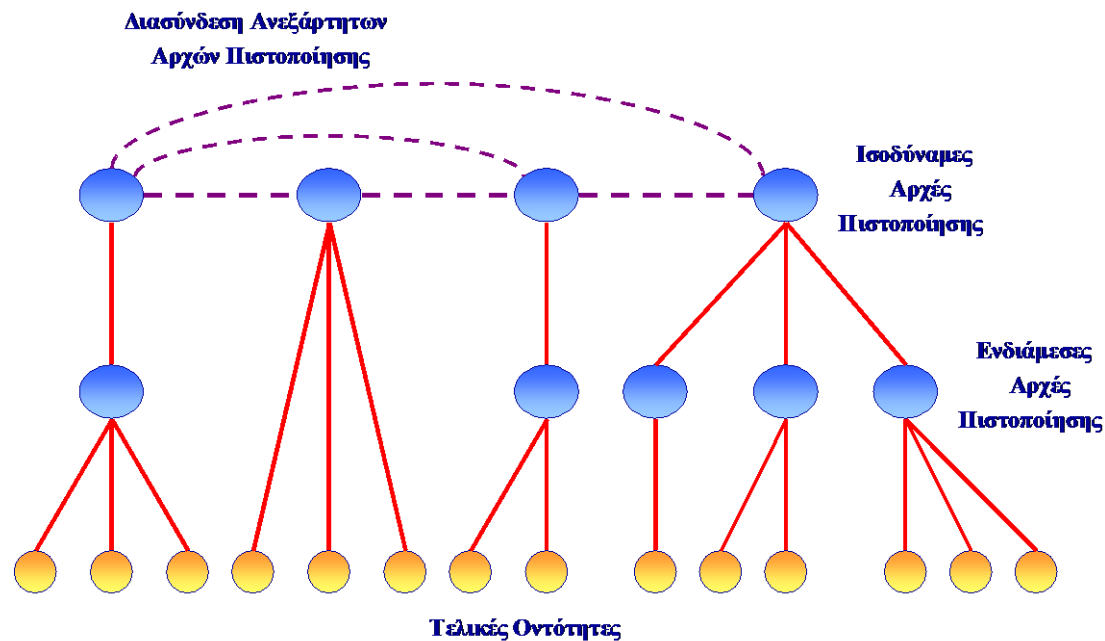 Διασύνδεση Ανεξάρτητων
Αρχών Πιστοποίησης
Ισοδύναμες
Αρχές
Πιστοποίησης
Ενδιάμεσες
Αρχές
Πιστοποίησης
Τελικές Οντότητες